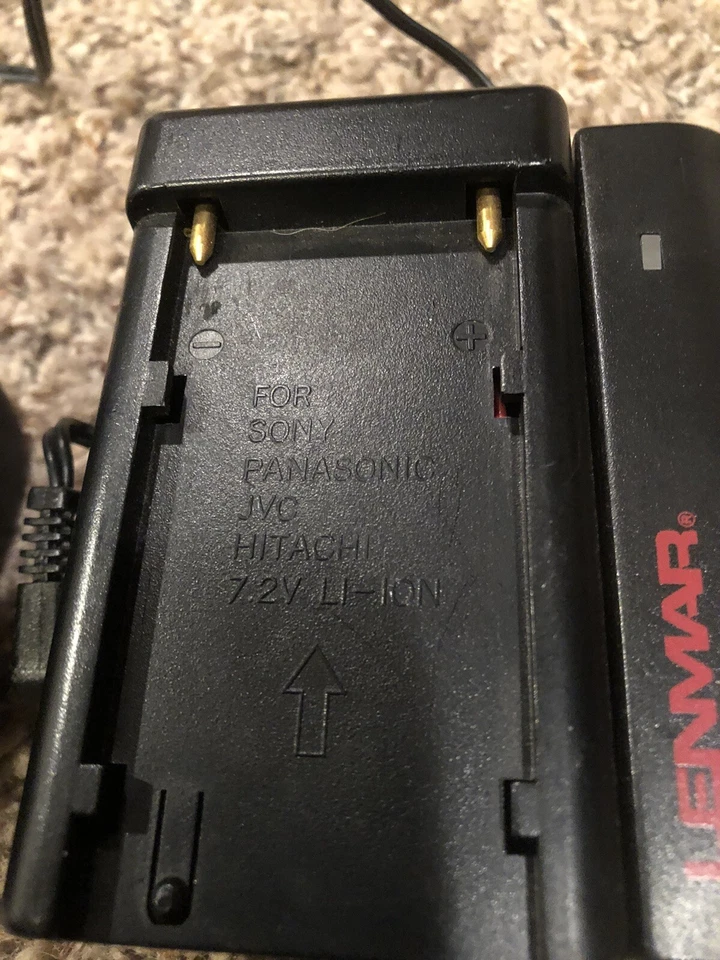 FOR
SONY
PANASONIC
JVC
HITACHI
7.2V LI-ION
LENMAR®